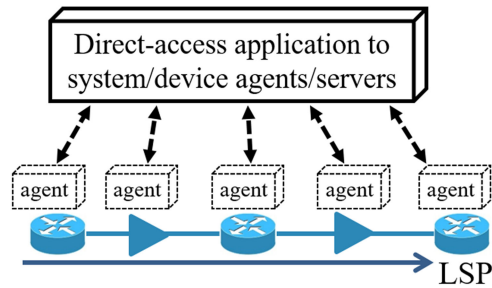 Direct-access application to
system/device agents/servers
agent agent agent agent agent
LSP